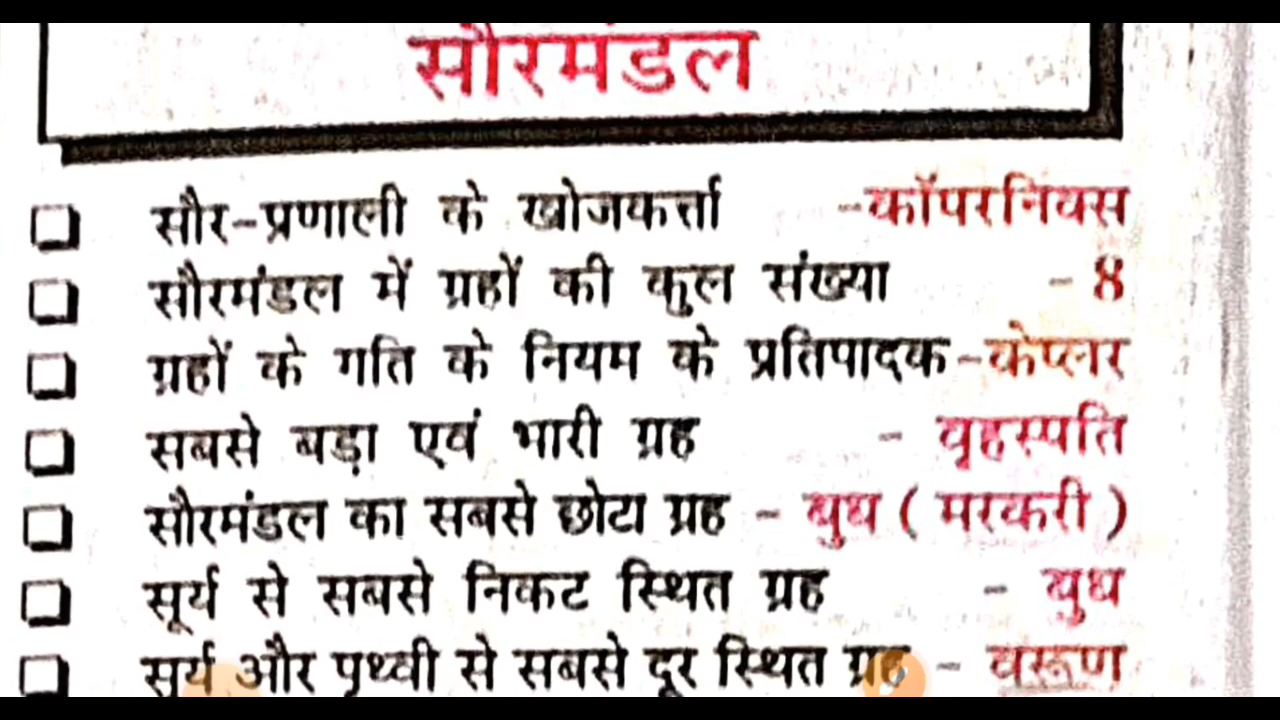 सौरमंडल
सौर-प्रणाली के खोजकर्त्ता -कॉपरनिक्स
सौरमंडल में ग्रहों की कुल संख्या - 8
ग्रहों के गति के नियम के प्रतिपादक-केप्लर
सबसे बड़ा एवं भारी ग्रह - वृहस्पति
सौरमंडल का सबसे छोटा ग्रह - बुध ( मरकरी )
सूर्य से सबसे निकट स्थित ग्रह - बुध
सूर्य और पृथ्वी से सबसे दूर स्थित ग्रह - वरूण